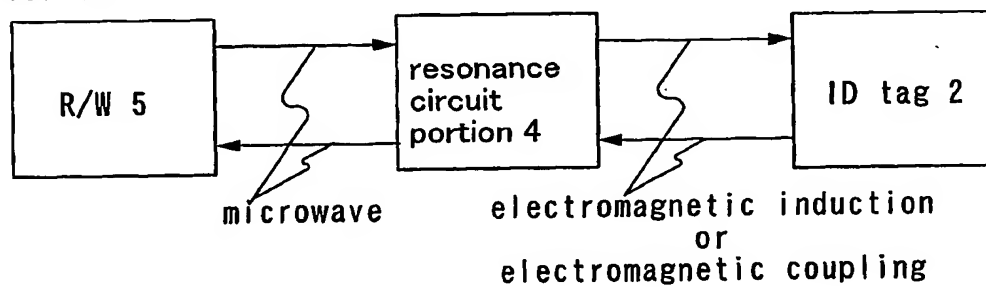 R/W 5
resonance
circuit
portion 4
ID tag 2
microwave
electromagnetic induction
or
electromagnetic coupling